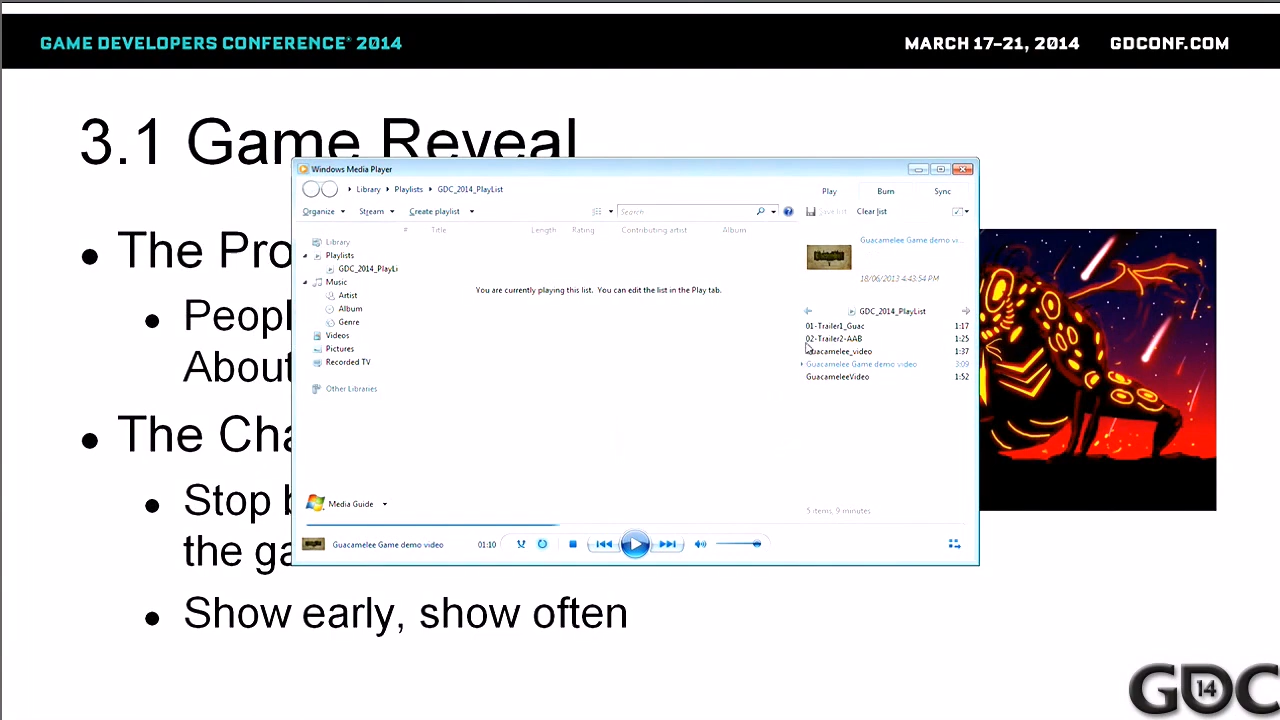 GAME DEVELOPERS CONFERENCE® 2014
MARCH 17–21, 2014 GDCONF.COM
3.1 Game Reveal
Windows Media Player
Library Playlists GDC_2014_PlayList
Play Burn Sync
Organize Stream Create playlist
Search
Save list Clear list
# Title Length Rating Contributing artist Album
Library
Playlists
GDC_2014_PlayLi
Music
Artist
Album
Genre
Videos
Pictures
Recorded TV
Other Libraries
You are currently playing this list. You can edit the list in the Play tab.
Guacamelee Game demo vi...
18/06/2013 4:43:54 PM
GDC_2014_PlayList
01-Trailer1_Guac 1:17
02-Trailer2-AAB 1:25
Guacamelee_video 1:37
Guacamelee Game demo video 3:09
GuacameleeVideo 1:52
5 items, 9 minutes
Media Guide
Guacamelee Game demo video 01:10
The Pro
Peopl
About
The Cha
Stop b
the ga
Show early, show often
GDC 14